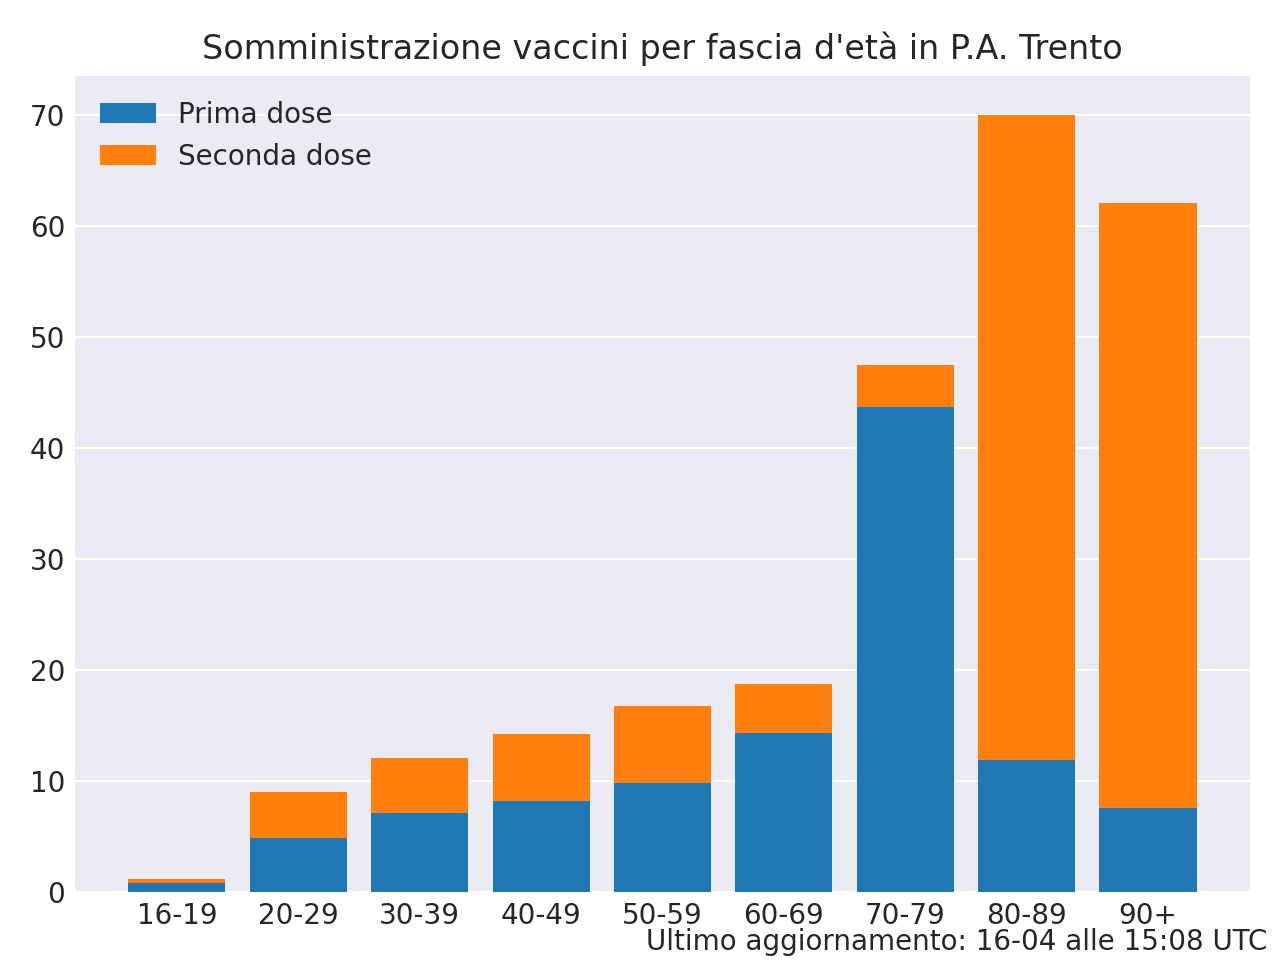 Somministrazione vaccini per fascia d'età in P.A. Trento
Prima dose
Seconda dose
70
60
50
40
30
20
10
0
16-19 20-29 30-39 40-49 50-59 60-69 70-79 80-89 90+
Ultimo aggiornamento: 16-04 alle 15:08 UTC